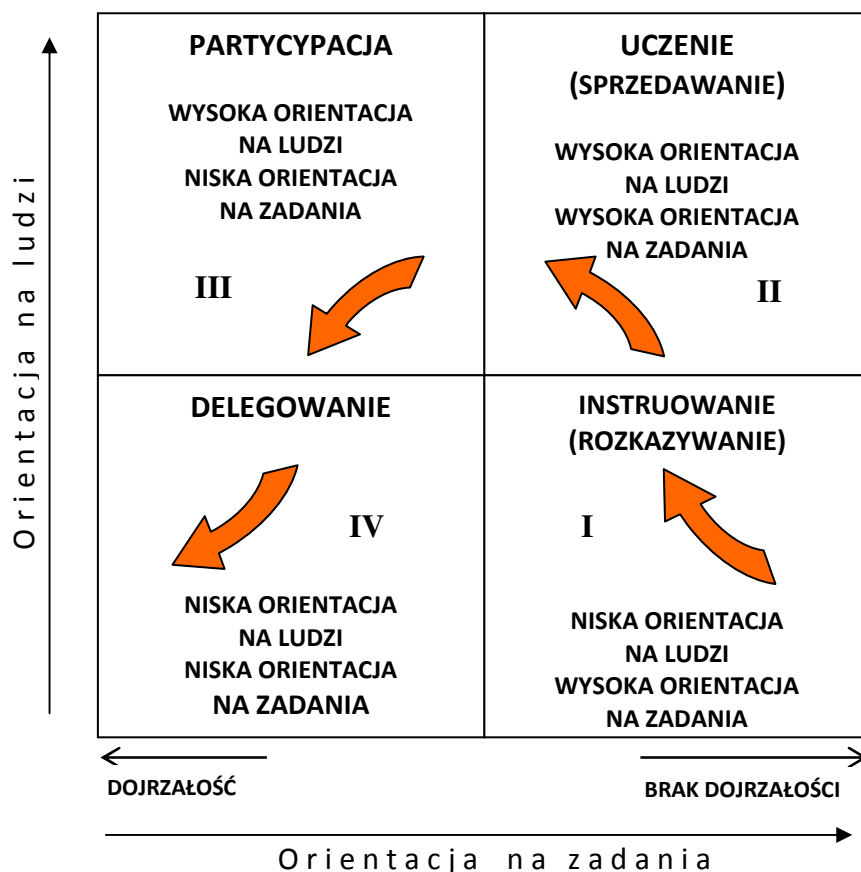 PARTYCYPACJA
WYSOKA ORIENTACJA
NA LUDZI
NISKA ORIENTACJA
NA ZADANIA
III
UCZENIE
(SPRZEDAWANIE)
WYSOKA ORIENTACJA
NA LUDZI
WYSOKA ORIENTACJA
NA ZADANIA
II
DELEGOWANIE
IV
NISKA ORIENTACJA
NA LUDZI
NISKA ORIENTACJA
NA ZADANIA
INSTRUOWANIE
(ROZKAZYWANIE)
I
NISKA ORIENTACJA
NA LUDZI
WYSOKA ORIENTACJA
NA ZADANIA
Orientacja na ludzi
DOJRZAŁOŚĆ
BRAK DOJRZAŁOŚCI
Orientacja na zadania